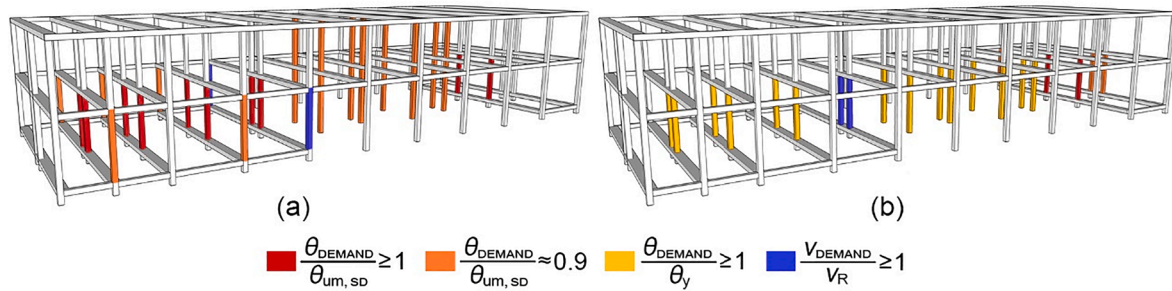 (a)
(b)
θDEMAND/θum, SD ≥1
θDEMAND/θum, SD ≈0.9
θDEMAND/θy ≥1
vDEMAND/vR ≥1